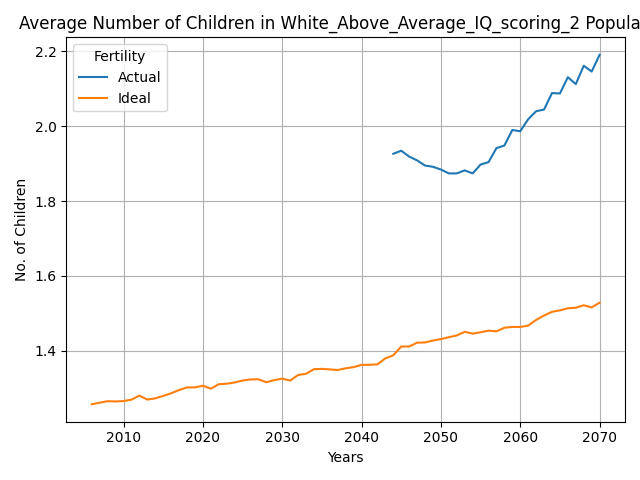 Average Number of Children in White_Above_Average_IQ_scoring_2 Popula
Fertility
Actual
Ideal
2.2
2.0
1.8
1.6
1.4
No. of Children
2010 2020 2030 2040 2050 2060 2070
Years